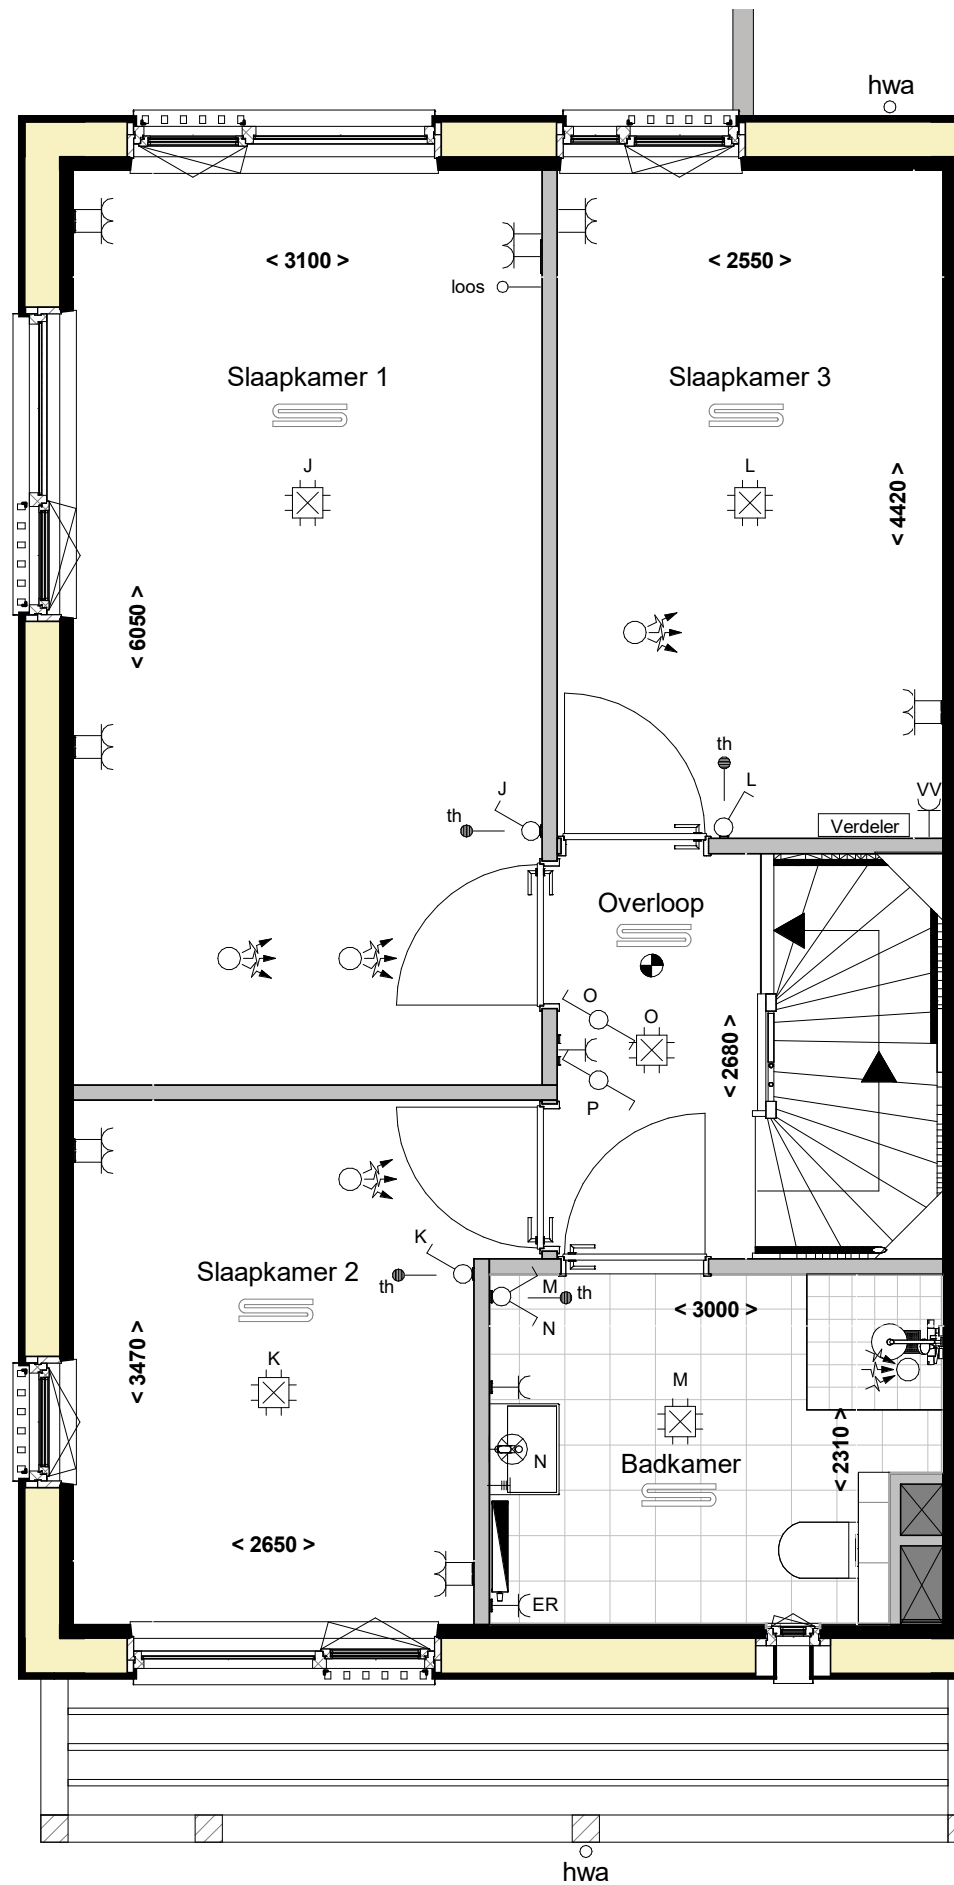 hwa
< 3100 >
< 2550 >
loos
Slaapkamer 1
Slaapkamer 3
J
L
< 4420 >
< 6050 >
th
L
J
th
VV
Verdeler
Overloop
O
O
< 2680 >
P
K
Slaapkamer 2
th
M
th
N
< 3000 >
< 3470 >
K
M
< 2310 >
N
Badkamer
< 2650 >
ER
hwa